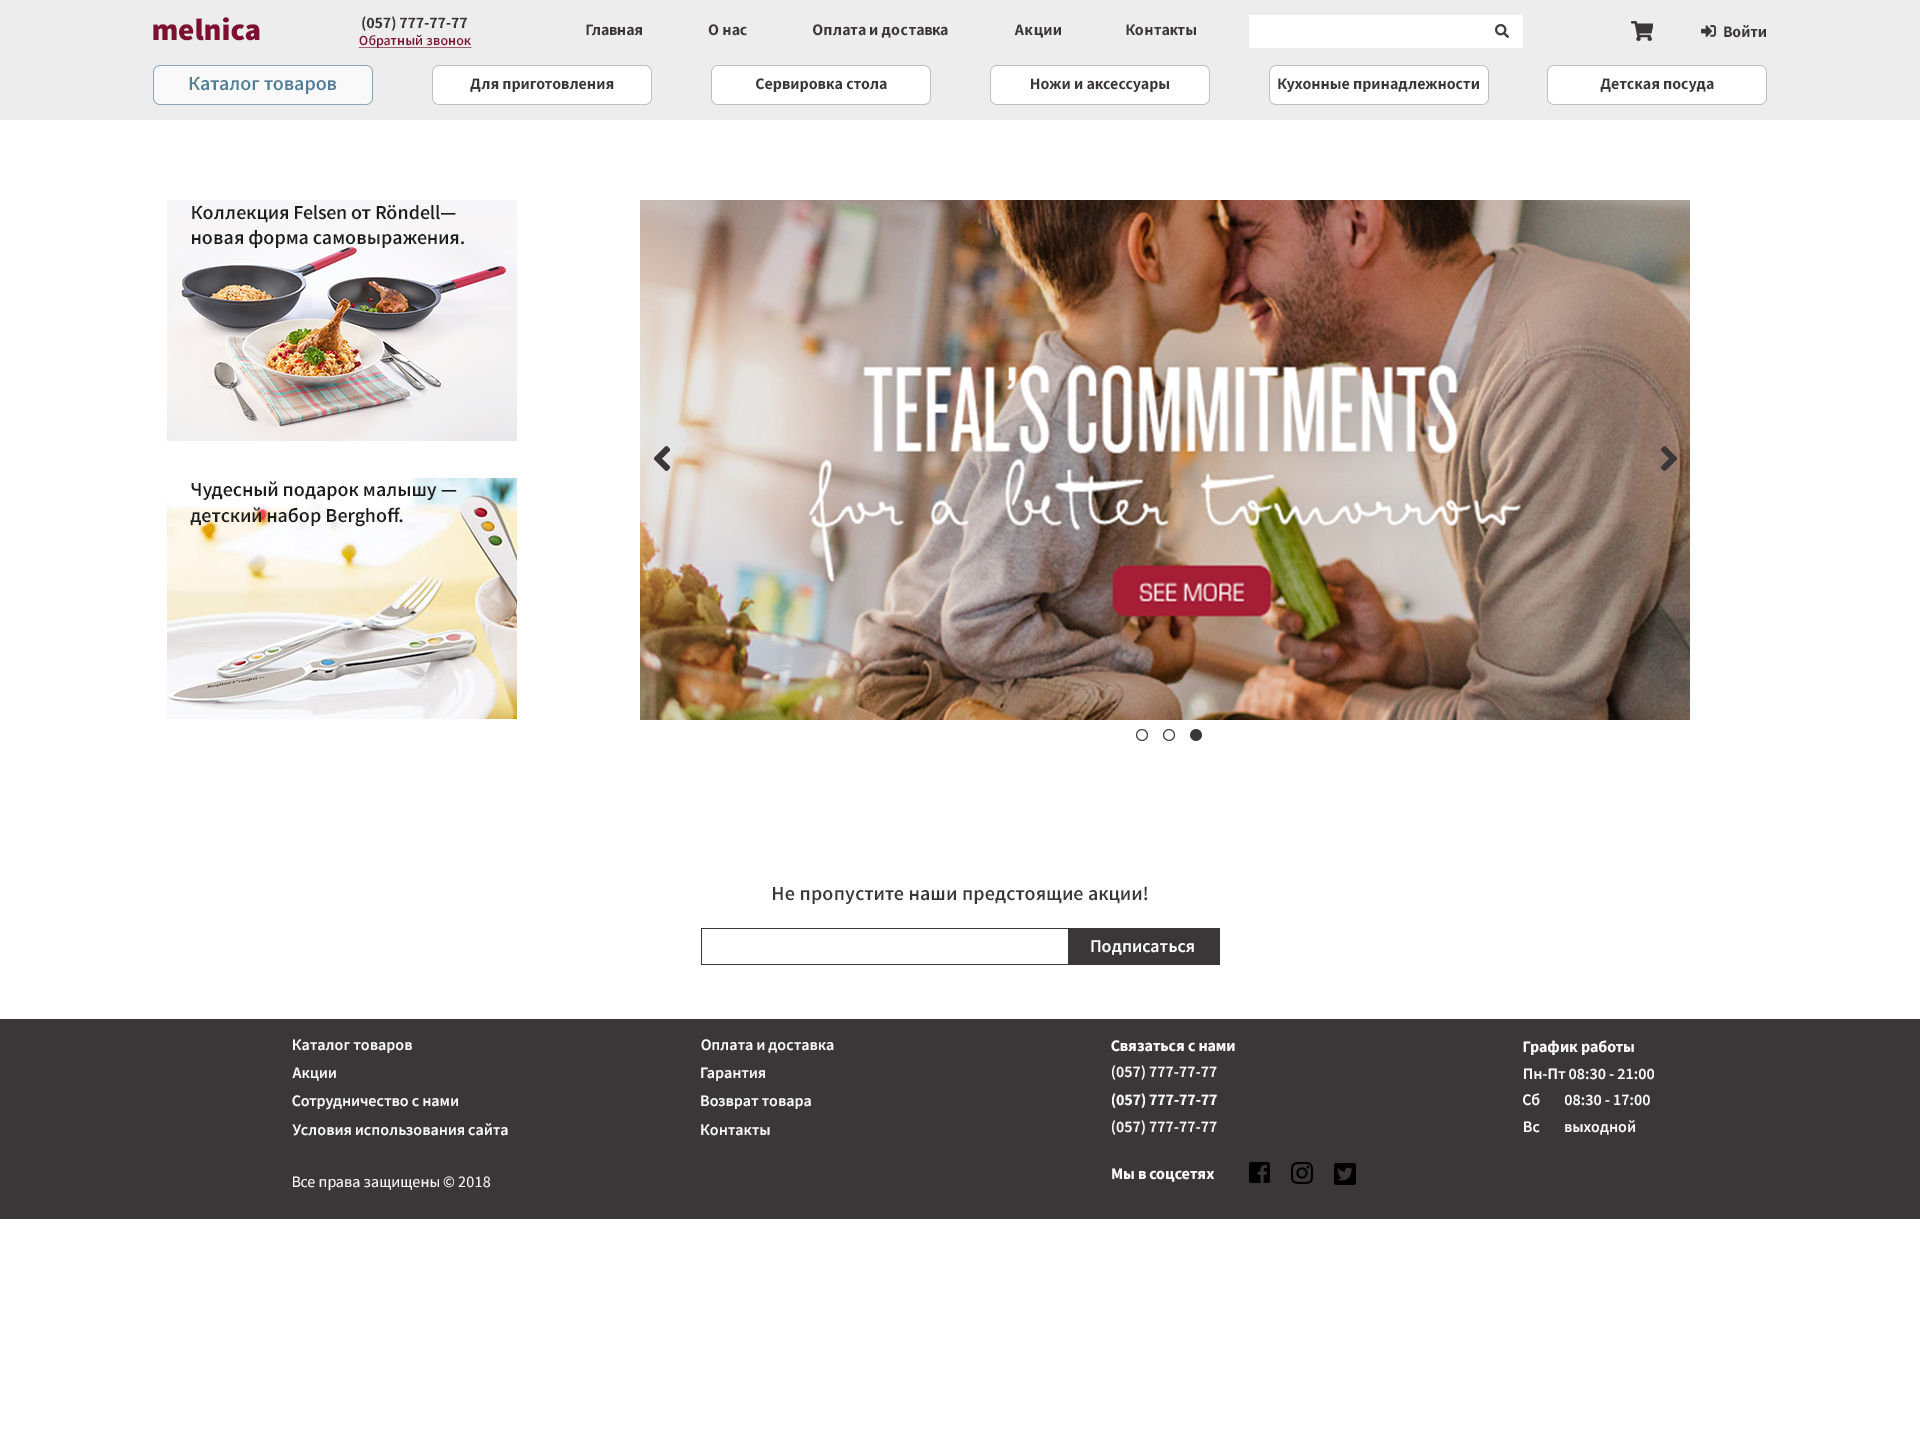 melnica
(057) 777-77-77
Обратный звонок
Главная
О нас
Оплата и доставка
Акции
Контакты
Войти
Каталог товаров
Для приготовления
Сервировка стола
Ножи и аксессуары
Кухонные принадлежности
Детская посуда
Коллекция Felsen от Röndell—
новая форма самовыражения.
Чудесный подарок малышу —
детский набор Berghoff.
TEFAL'S COMMITMENTS
for a better tomorrow
SEE MORE
Не пропустите наши предстоящие акции!
Подписаться
Каталог товаров
Акции
Сотрудничество с нами
Условия использования сайта
Все права защищены © 2018
Оплата и доставка
Гарантия
Возврат товара
Контакты
Связаться с нами
(057) 777-77-77
(057) 777-77-77
(057) 777-77-77
Мы в соцсетях
График работы
Пн-Пт 08:30 - 21:00
Сб 08:30 - 17:00
Вс выходной